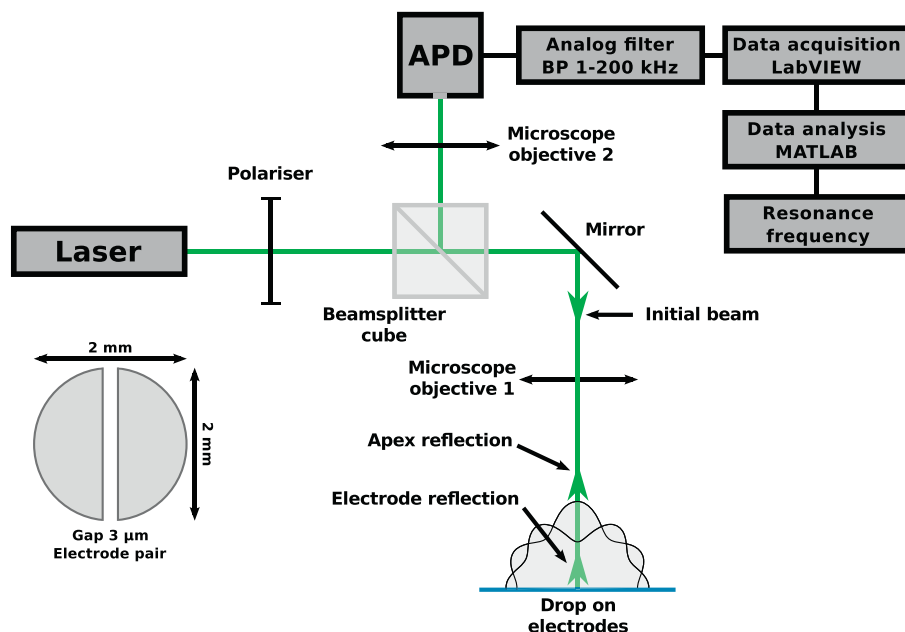 APD
Analog filter
BP 1-200 kHz
Data acquisition
LabVIEW
Data analysis
MATLAB
Resonance
frequency
Microscope
objective 2
Polariser
Laser
Beamsplitter
cube
Mirror
Initial beam
Microscope
objective 1
2 mm
2 mm
Gap 3 μm
Electrode pair
Apex reflection
Electrode reflection
Drop on
electrodes